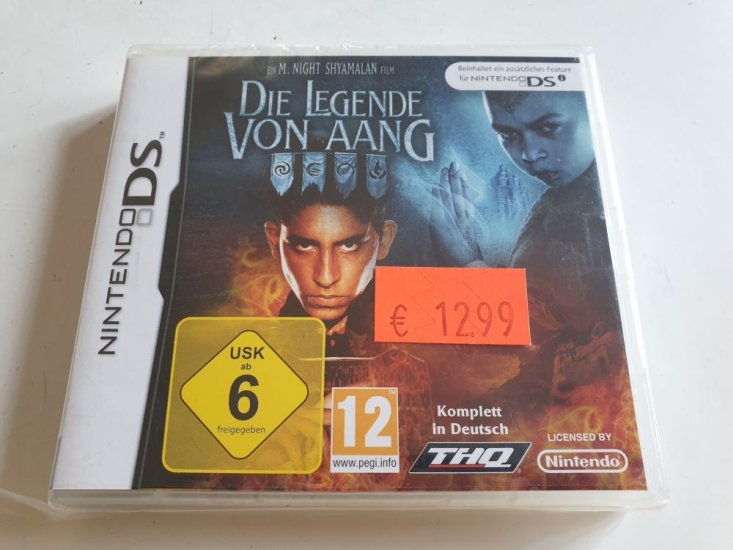 EIN M. NIGHT SHYAMALAN FILM
DIE LEGENDE
VON AANG
Beinhaltet ein zusätzliches Feature
für NINTENDO DSi
NINTENDO DS™
€ 12.99
USK
ab
6
freigegeben
12
www.pegi.info
Komplett
in Deutsch
THQ
LICENSED BY
Nintendo